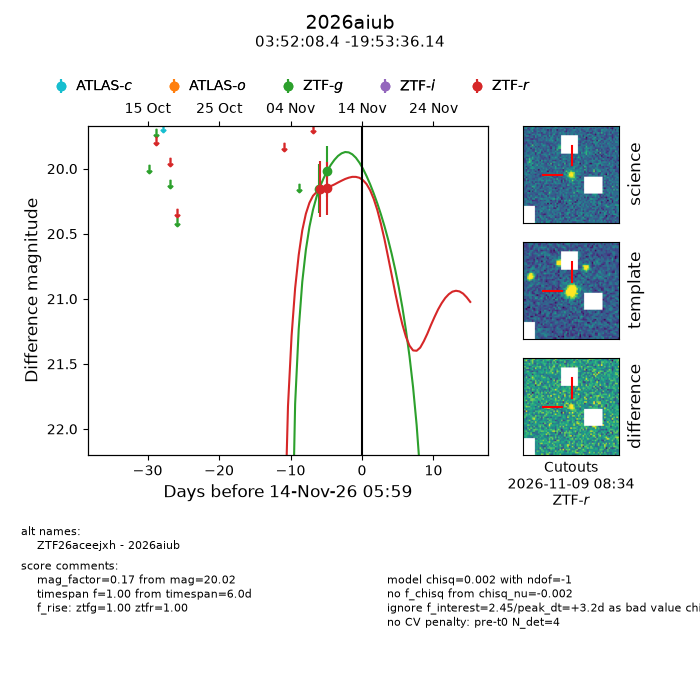 2026aiub
03:52:08.4 -19:53:36.14
ATLAS-c ATLAS-o ZTF-g ZTF-i ZTF-r
15 Oct 25 Oct 04 Nov 14 Nov 24 Nov
20.0
20.5
21.0
21.5
22.0
Difference magnitude
−30 −20 −10 0 10
Days before 14-Nov-26 05:59
science
template
difference
Cutouts
2026-11-09 08:34
ZTF-r
alt names:
ZTF26aceejxh - 2026aiub
score comments:
mag_factor=0.17 from mag=20.02
timespan f=1.00 from timespan=6.0d
f_rise: ztfg=1.00 ztfr=1.00
model chisq=0.002 with ndof=-1
no f_chisq from chisq_nu=-0.002
ignore f_interest=2.45/peak_dt=+3.2d as bad value chi
no CV penalty: pre-t0 N_det=4